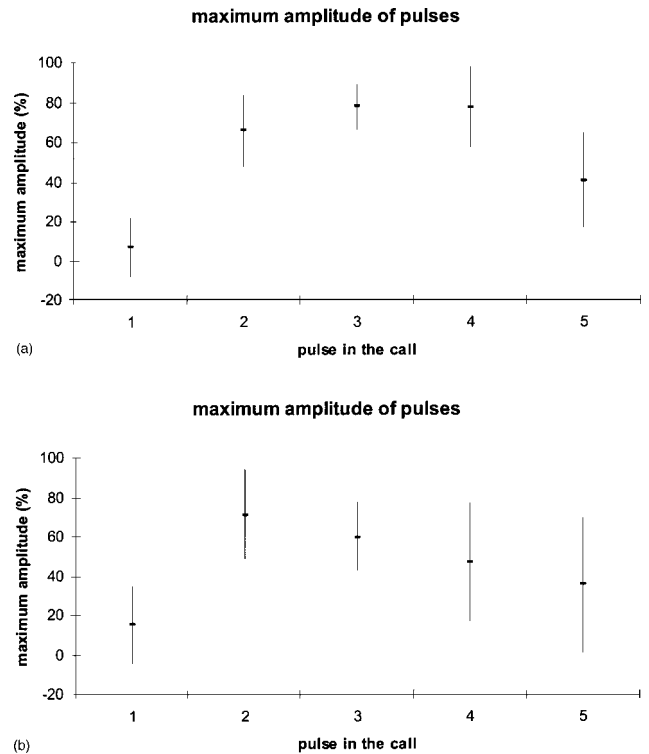 maximum amplitude of pulses
maximum amplitude (%)
100
80
60
40
20
0
-20
1 2 3 4 5
pulse in the call
(a)
maximum amplitude of pulses
maximum amplitude (%)
100
80
60
40
20
0
-20
1 2 3 4 5
pulse in the call
(b)